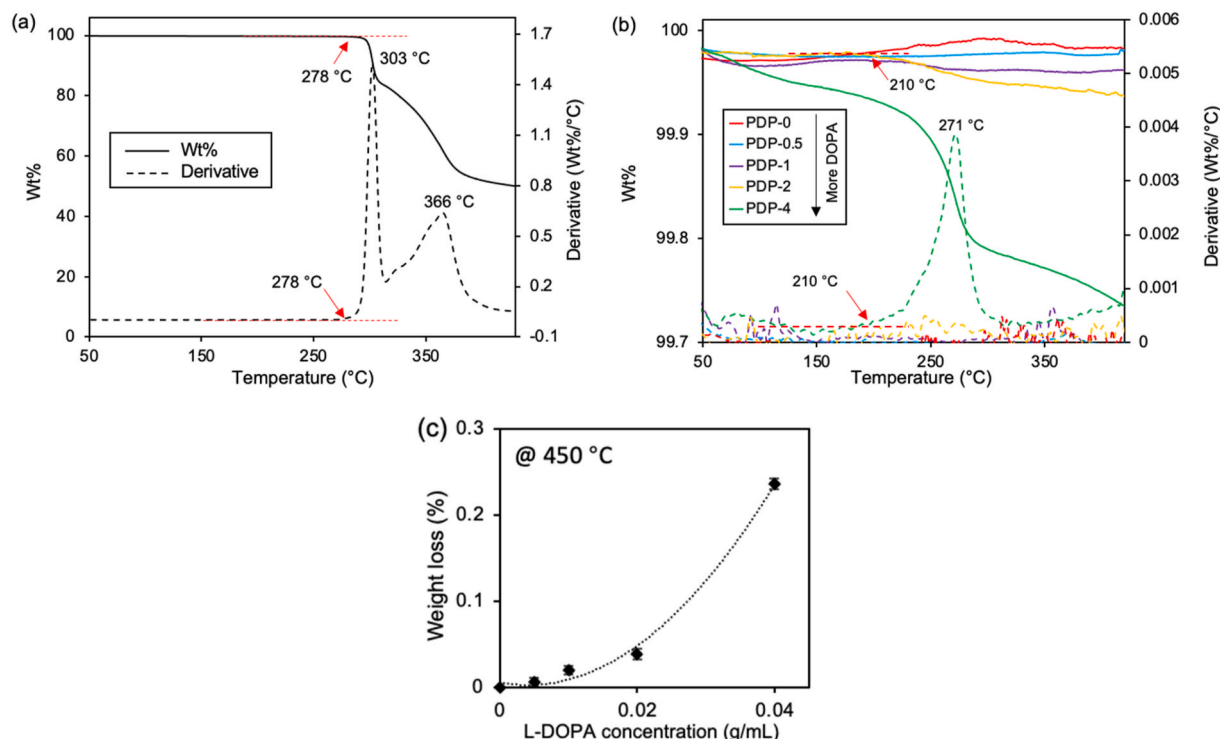 (a)
100
80
60
40
20
0
Wt%
278 °C
303 °C
Wt%
Derivative
366 °C
278 °C
1.7
1.4
1.1
0.8
0.5
0.2
-0.1
Derivative (Wt%/°C)
50
150
250
350
Temperature (°C)
(b)
100
99.9
99.8
99.7
Wt%
210 °C
PDP-0
PDP-0.5
PDP-1
PDP-2
PDP-4
More DOPA
271 °C
210 °C
0.006
0.005
0.004
0.003
0.002
0.001
0
Derivative (Wt%/°C)
50
150
250
350
Temperature (°C)
(c)
0.3
0.2
0.1
0
Weight loss (%)
@ 450 °C
0
0.02
0.04
L-DOPA concentration (g/mL)